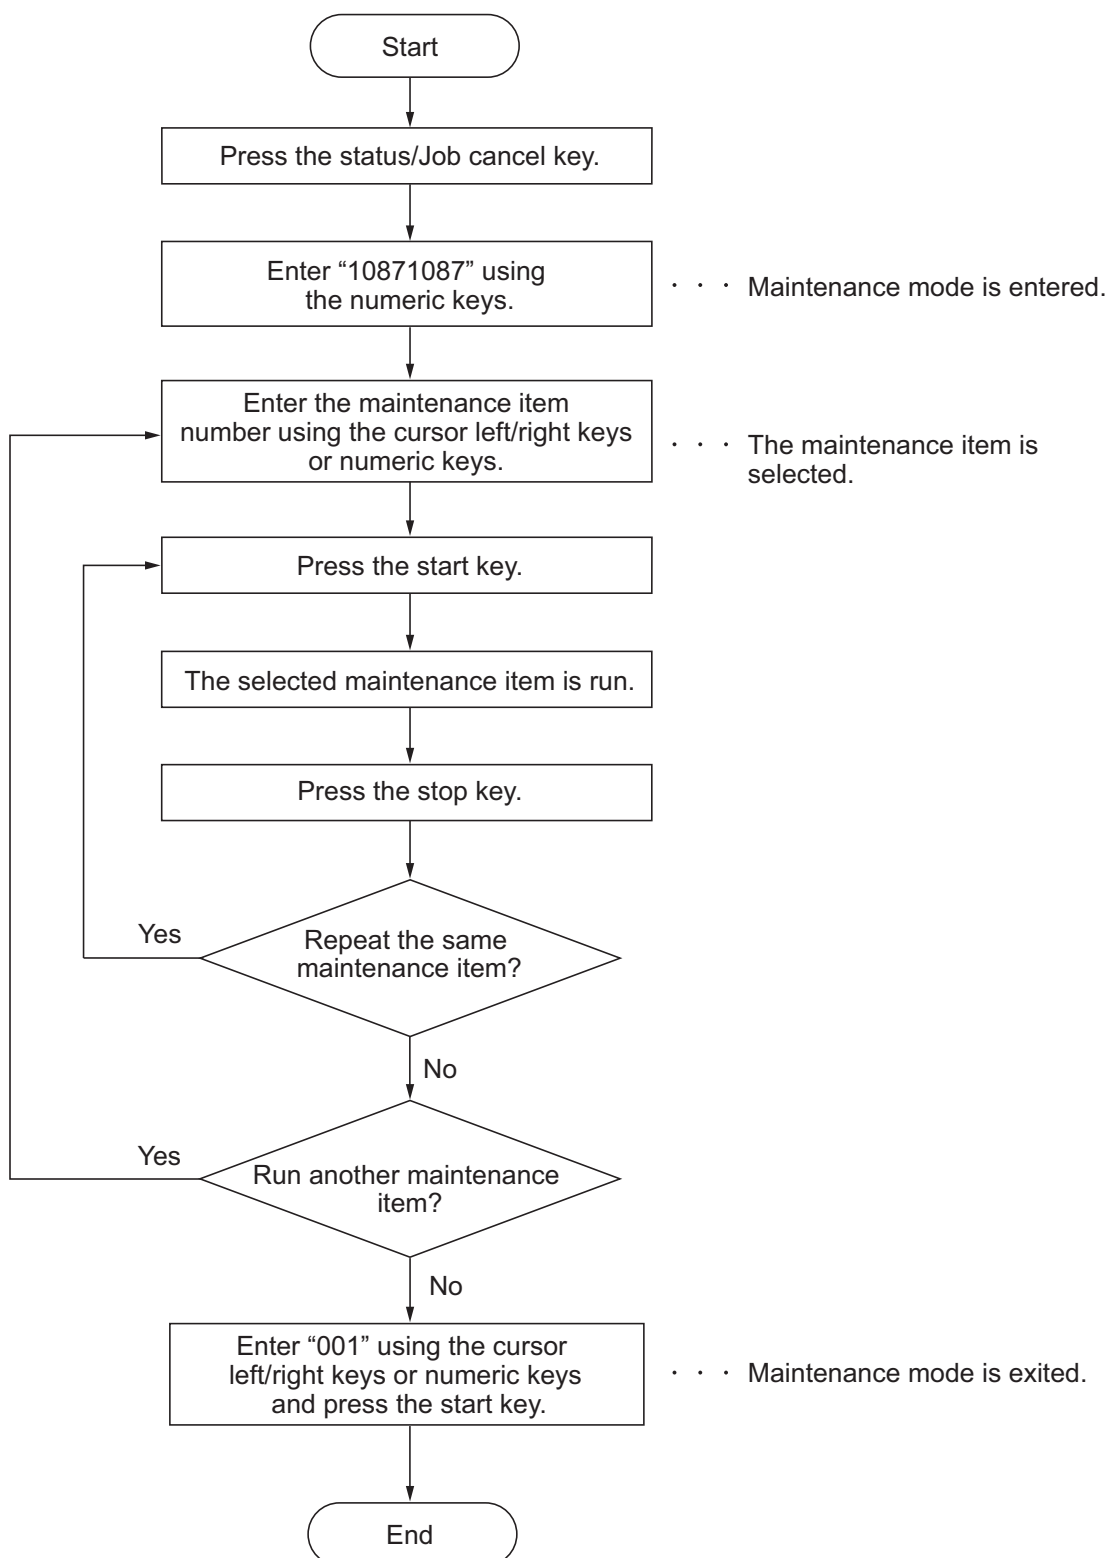 Start
Press the status/Job cancel key.
Enter “10871087” using
the numeric keys.
· · · Maintenance mode is entered.
Enter the maintenance item
number using the cursor left/right keys
or numeric keys.
· · · The maintenance item is
selected.
Press the start key.
The selected maintenance item is run.
Press the stop key.
Yes
Repeat the same
maintenance item?
No
Yes
Run another maintenance
item?
No
Enter “001” using the cursor
left/right keys or numeric keys
and press the start key.
· · · Maintenance mode is exited.
End